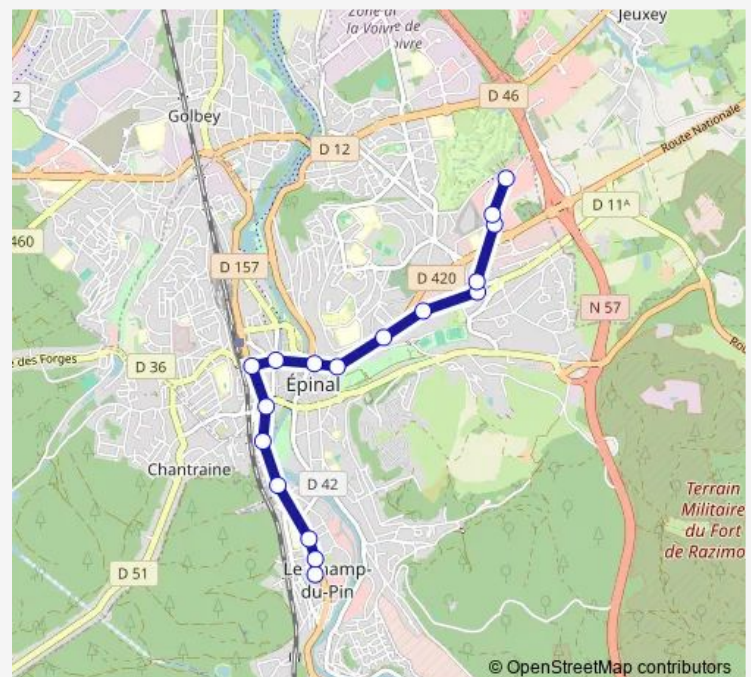 Zone de
la Voivre de
Jeuxey
2
Golbey
D 46
D 12
Route Nationale
D 11ᴬ
460
D 157
D 420
N 57
e des Forges
D 36
Épinal
Chantraine
D 42
Terrain
Militaire
du Fort
de Razimo
D 51
Le Champ-
du-Pin
© OpenStreetMap contributors